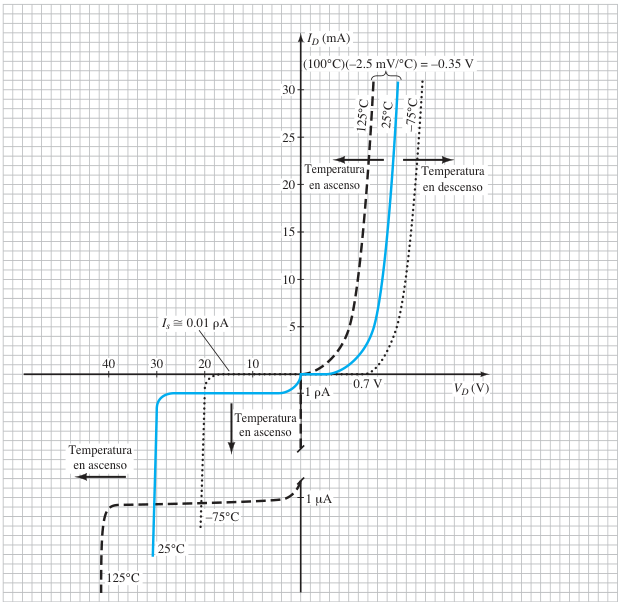 I_D (mA)
(100°C)(–2.5 mV/°C) = –0.35 V
30
125°C
25°C
–75°C
25
Temperatura
en ascenso
Temperatura
en descenso
20
15
10
5
I_s ≅ 0.01 ρA
40
30
20
10
0.7 V
V_D (V)
1 ρA
Temperatura
en ascenso
Temperatura
en ascenso
1 μA
–75°C
25°C
125°C